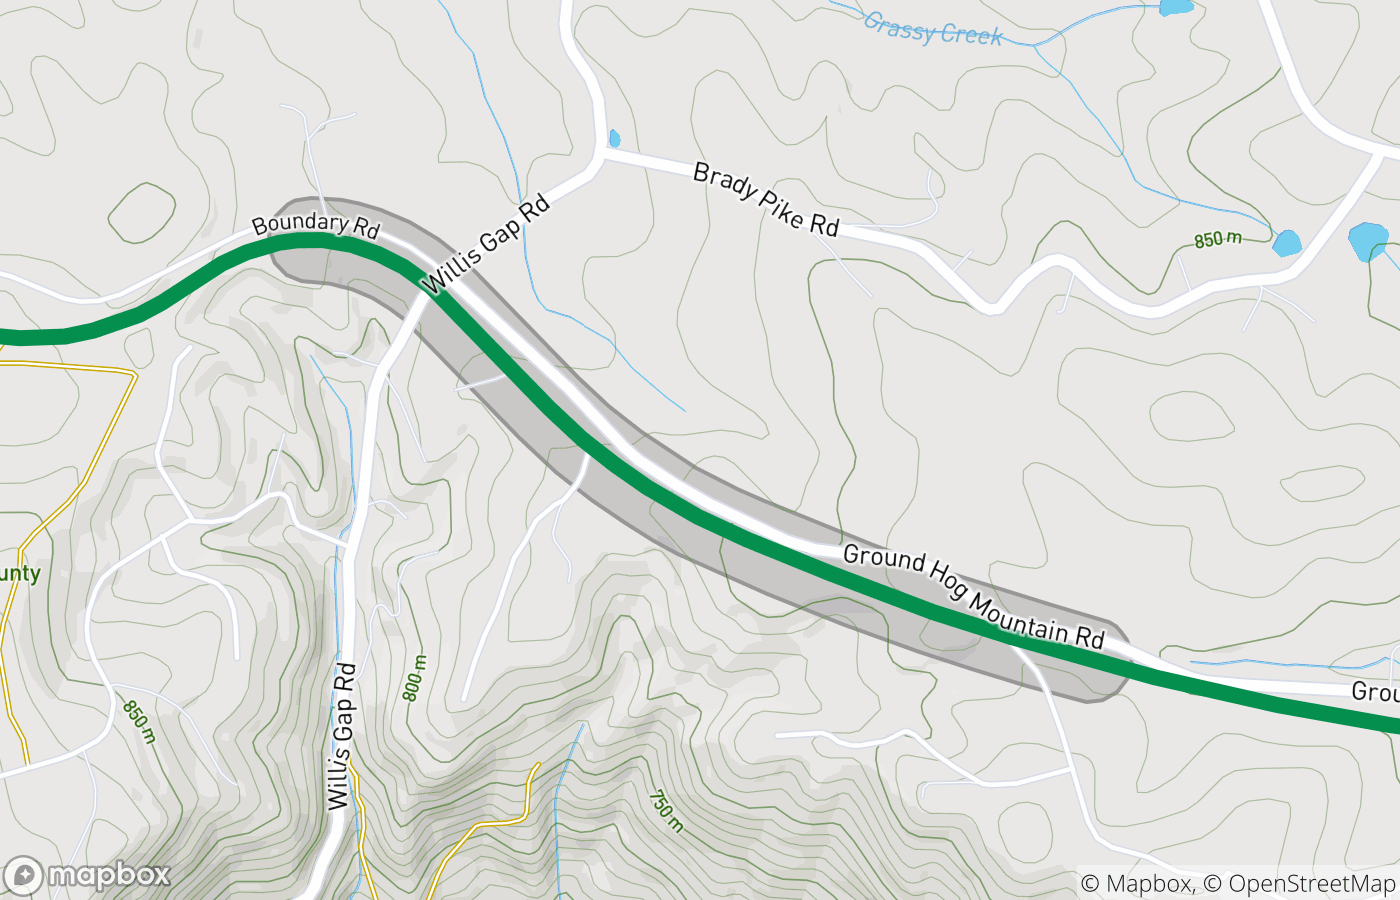 Grassy Creek
Brady Pike Rd
Willis Gap Rd
Boundary Rd
850 m
Ground Hog Mountain Rd
unty
Willis Gap Rd
800 m
Grou
850 m
750 m
mapbox
© Mapbox, © OpenStreetMap